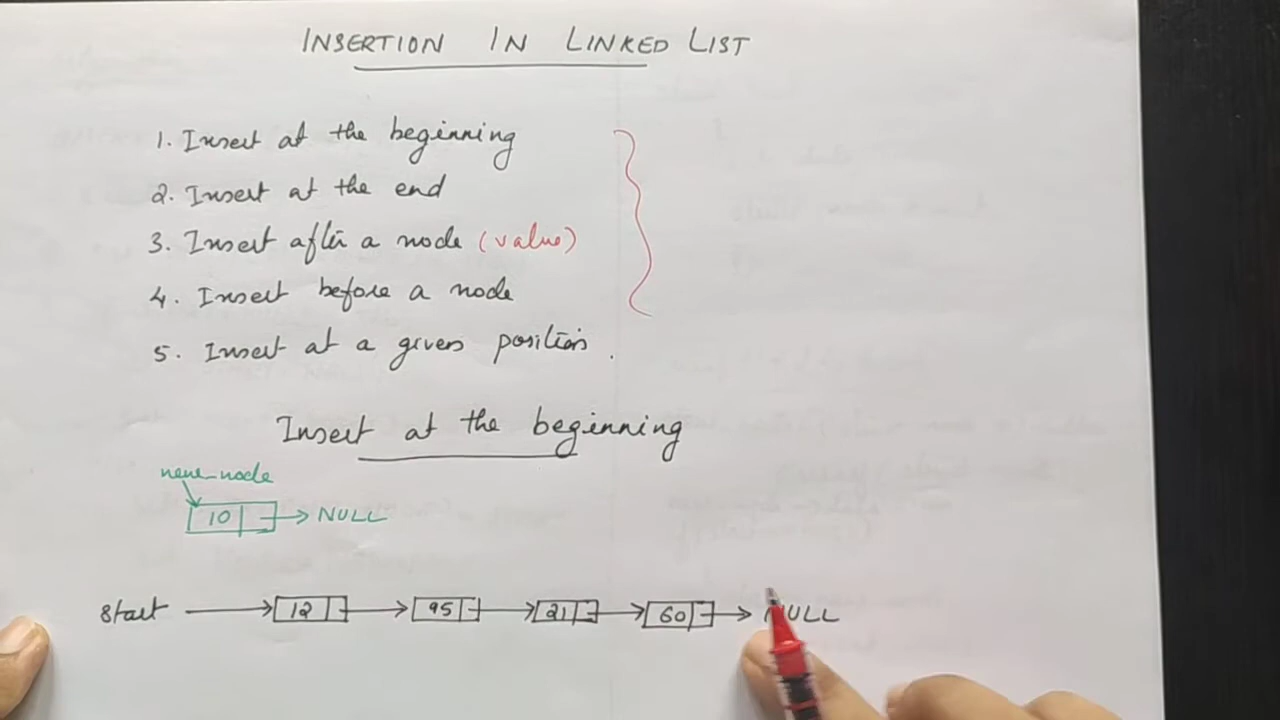 INSERTION IN LINKED LIST
1. Insert at the beginning
2. Insert at the end
3. Insert after a node (value)
4. Insert before a node
5. Insert at a given position.
Insert at the beginning
new_node
10 NULL
Start 12 95 21 60 NULL